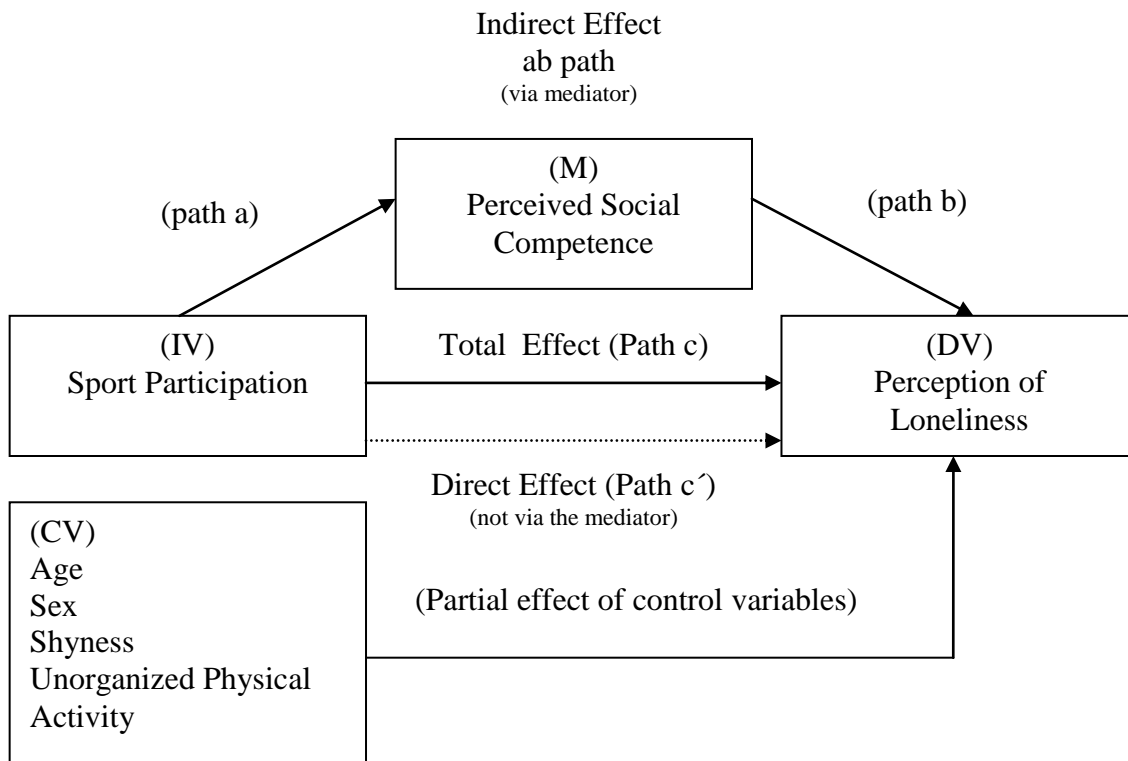 Indirect Effect
ab path
(via mediator)
(M)
Perceived Social
Competence
(path a)
(path b)
(IV)
Sport Participation
Total Effect (Path c)
(DV)
Perception of
Loneliness
Direct Effect (Path c´)
(not via the mediator)
(CV)
Age
Sex
Shyness
Unorganized Physical
Activity
(Partial effect of control variables)